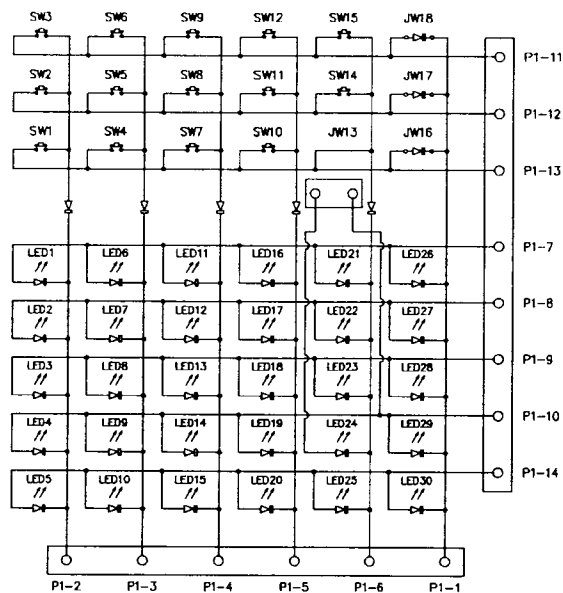 SW3 SW6 SW9 SW12 SW15 JW18
P1-11
SW2 SW5 SW8 SW11 SW14 JW17
P1-12
SW1 SW4 SW7 SW10 JW13 JW16
P1-13
P1-7
LED1 LED6 LED11 LED16 LED21 LED26
P1-8
LED2 LED7 LED12 LED17 LED22 LED27
P1-9
LED3 LED8 LED13 LED18 LED23 LED28
P1-10
LED4 LED9 LED14 LED19 LED24 LED29
P1-14
LED5 LED10 LED15 LED20 LED25 LED30
P1-2 P1-3 P1-4 P1-5 P1-6 P1-1